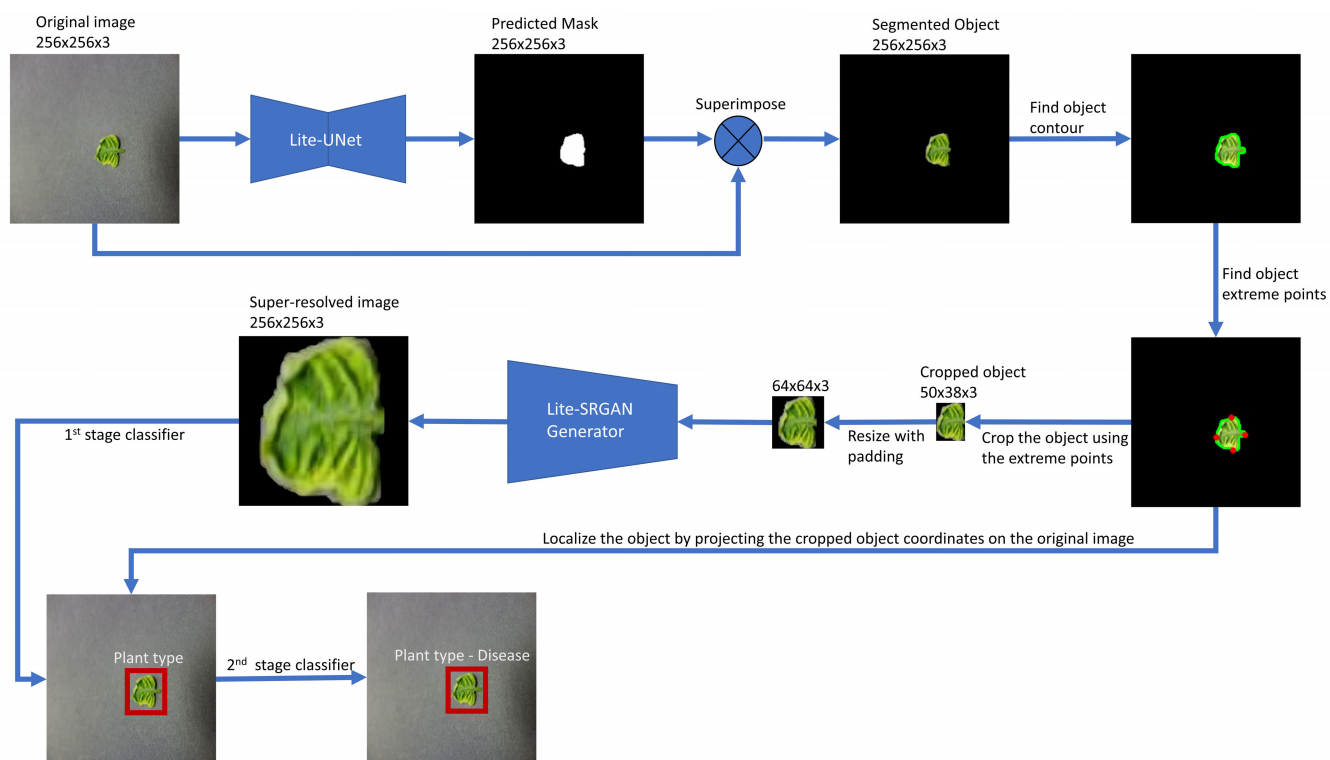 Original image
256x256x3
Predicted Mask
256x256x3
Segmented Object
256x256x3
Lite-UNet
Superimpose
Find object
contour
Find object
extreme points
Super-resolved image
256x256x3
Lite-SRGAN
Generator
64x64x3
Resize with
padding
Cropped object
50x38x3
Crop the object using
the extreme points
1st stage classifier
Localize the object by projecting the cropped object coordinates on the original image
Plant type
2nd stage classifier
Plant type - Disease